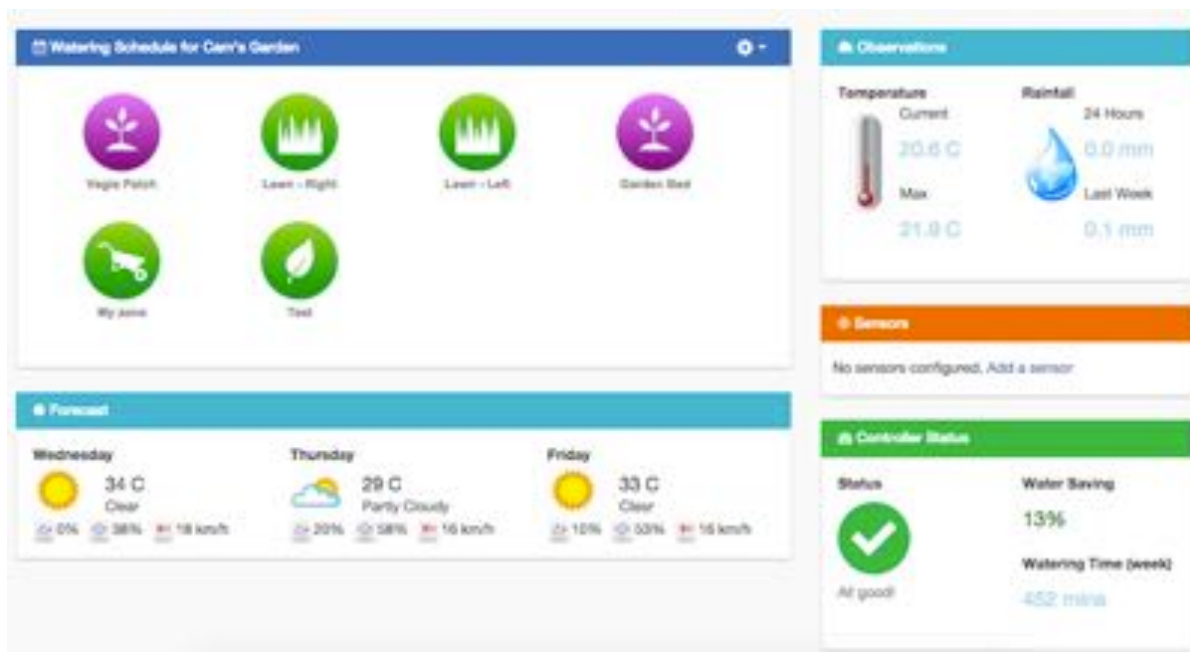 Watering Schedule for Cam's Garden
Vegie Patch
Lawn - Right
Lawn - Left
Garden Bed
My zone
Test
Forecast
Wednesday
34 C
Clear
0% 38% 18 km/h
Thursday
29 C
Partly Cloudy
20% 58% 16 km/h
Friday
33 C
Clear
10% 53% 16 km/h
Observations
Temperature
Current
20.6 C
Max
21.9 C
Rainfall
24 Hours
0.0 mm
Last Week
0.1 mm
Sensors
No sensors configured. Add a sensor
Controller Status
Status
All good!
Water Saving
13%
Watering Time (week)
452 mins